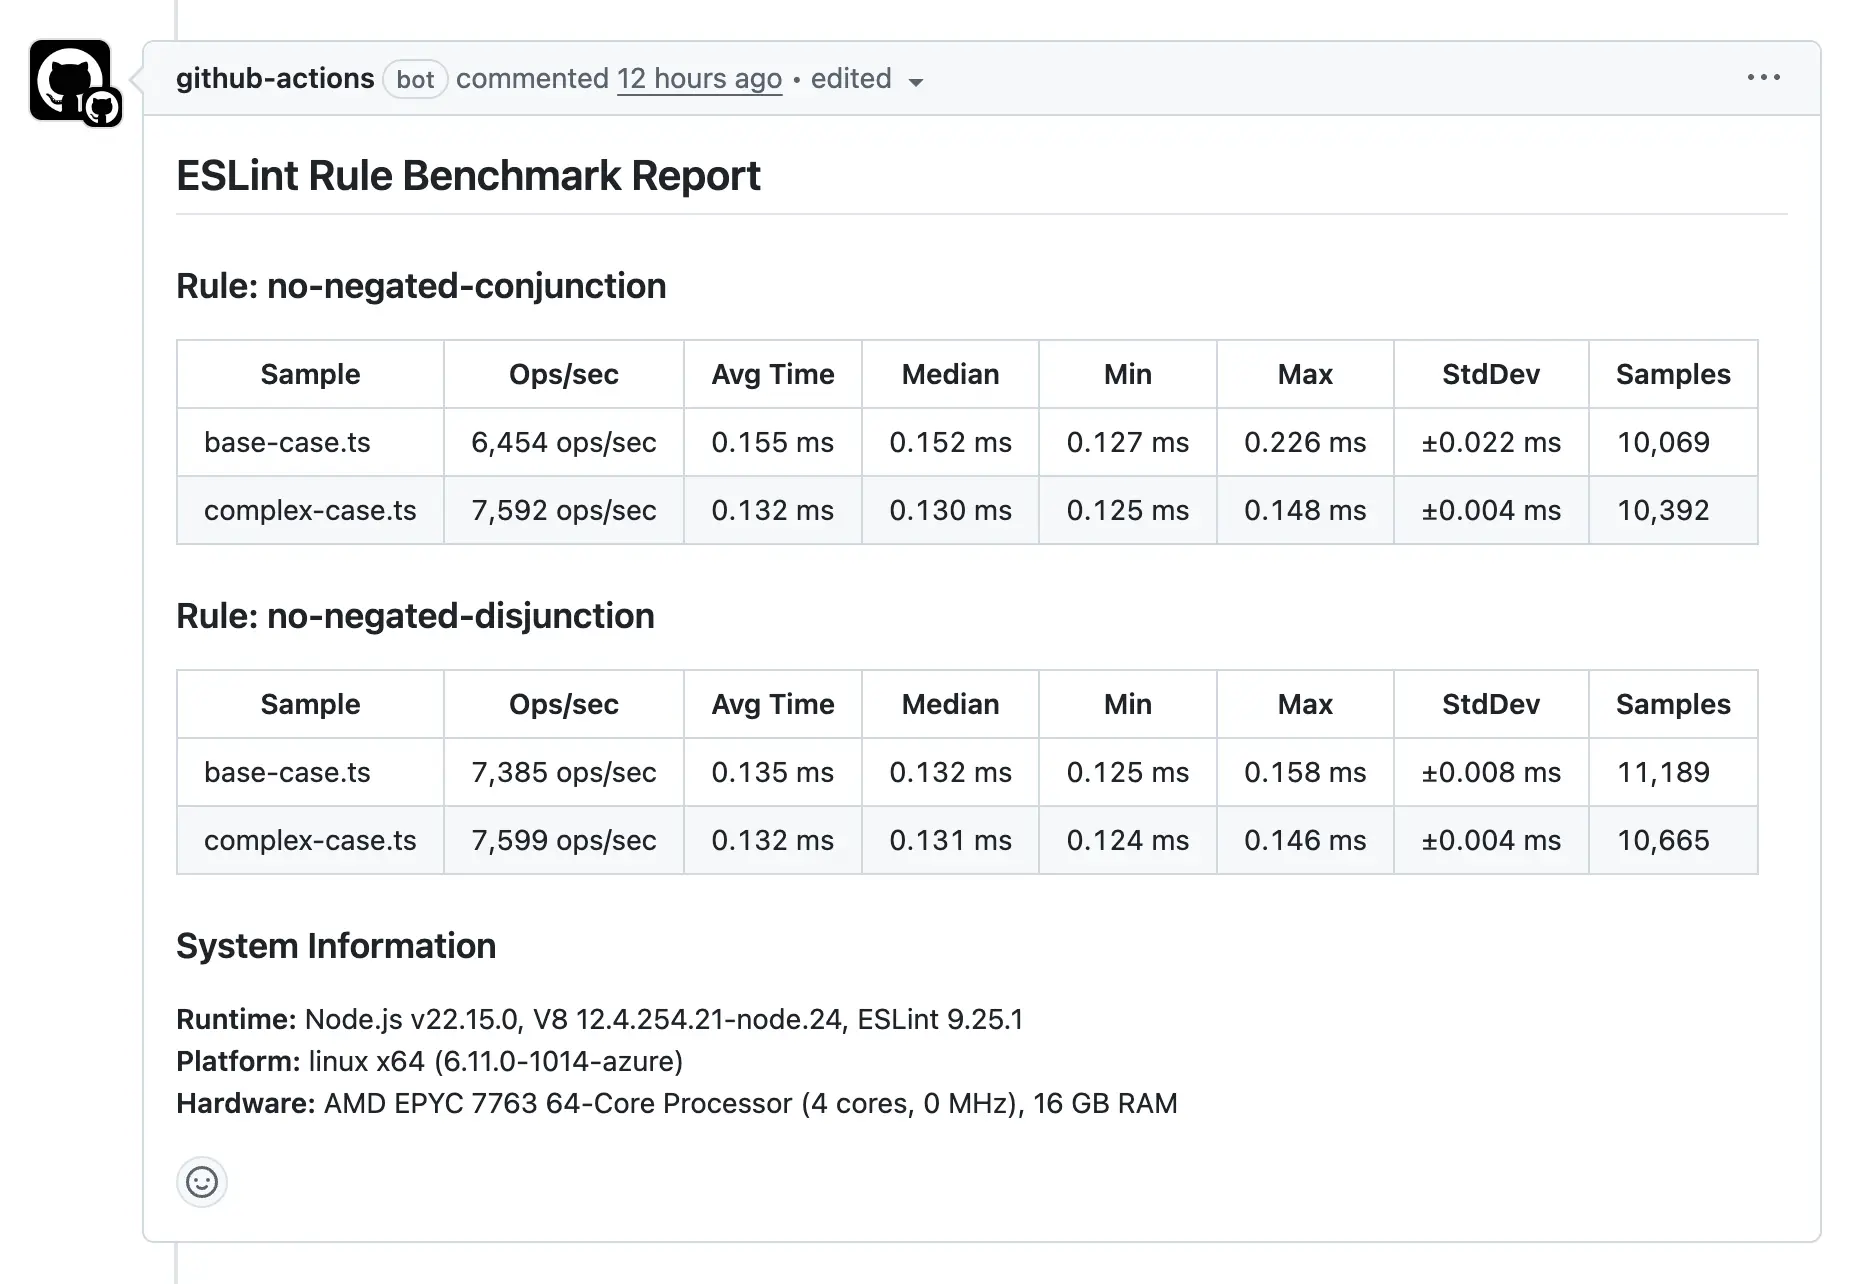 github-actions bot commented 12 hours ago • edited
ESLint Rule Benchmark Report
Rule: no-negated-conjunction
Sample Ops/sec Avg Time Median Min Max StdDev Samples
base-case.ts 6,454 ops/sec 0.155 ms 0.152 ms 0.127 ms 0.226 ms ±0.022 ms 10,069
complex-case.ts 7,592 ops/sec 0.132 ms 0.130 ms 0.125 ms 0.148 ms ±0.004 ms 10,392
Rule: no-negated-disjunction
Sample Ops/sec Avg Time Median Min Max StdDev Samples
base-case.ts 7,385 ops/sec 0.135 ms 0.132 ms 0.125 ms 0.158 ms ±0.008 ms 11,189
complex-case.ts 7,599 ops/sec 0.132 ms 0.131 ms 0.124 ms 0.146 ms ±0.004 ms 10,665
System Information
Runtime: Node.js v22.15.0, V8 12.4.254.21-node.24, ESLint 9.25.1
Platform: linux x64 (6.11.0-1014-azure)
Hardware: AMD EPYC 7763 64-Core Processor (4 cores, 0 MHz), 16 GB RAM